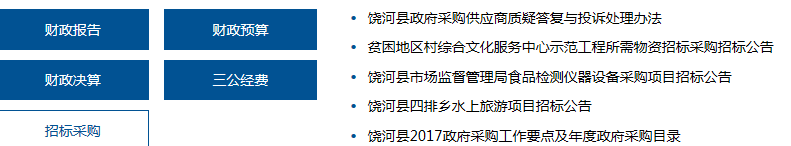 财政报告
财政预算
财政决算
三公经费
招标采购
• 饶河县政府采购供应商质疑答复与投诉处理办法
• 贫困地区村综合文化服务中心示范工程所需物资招标采购招标公告
• 饶河县市场监督管理局食品检测仪器设备采购项目招标公告
• 饶河县四排乡水上旅游项目招标公告
• 饶河县2017政府采购工作要点及年度政府采购目录